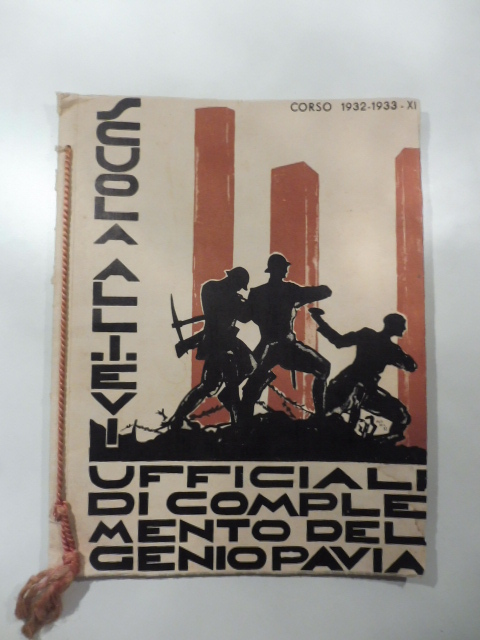 CORSO 1932-1933-XI
SCUOLA ALLIEVI
UFFICIALI
DI COMPLE
MENTO DEL
GENIO PAVIA